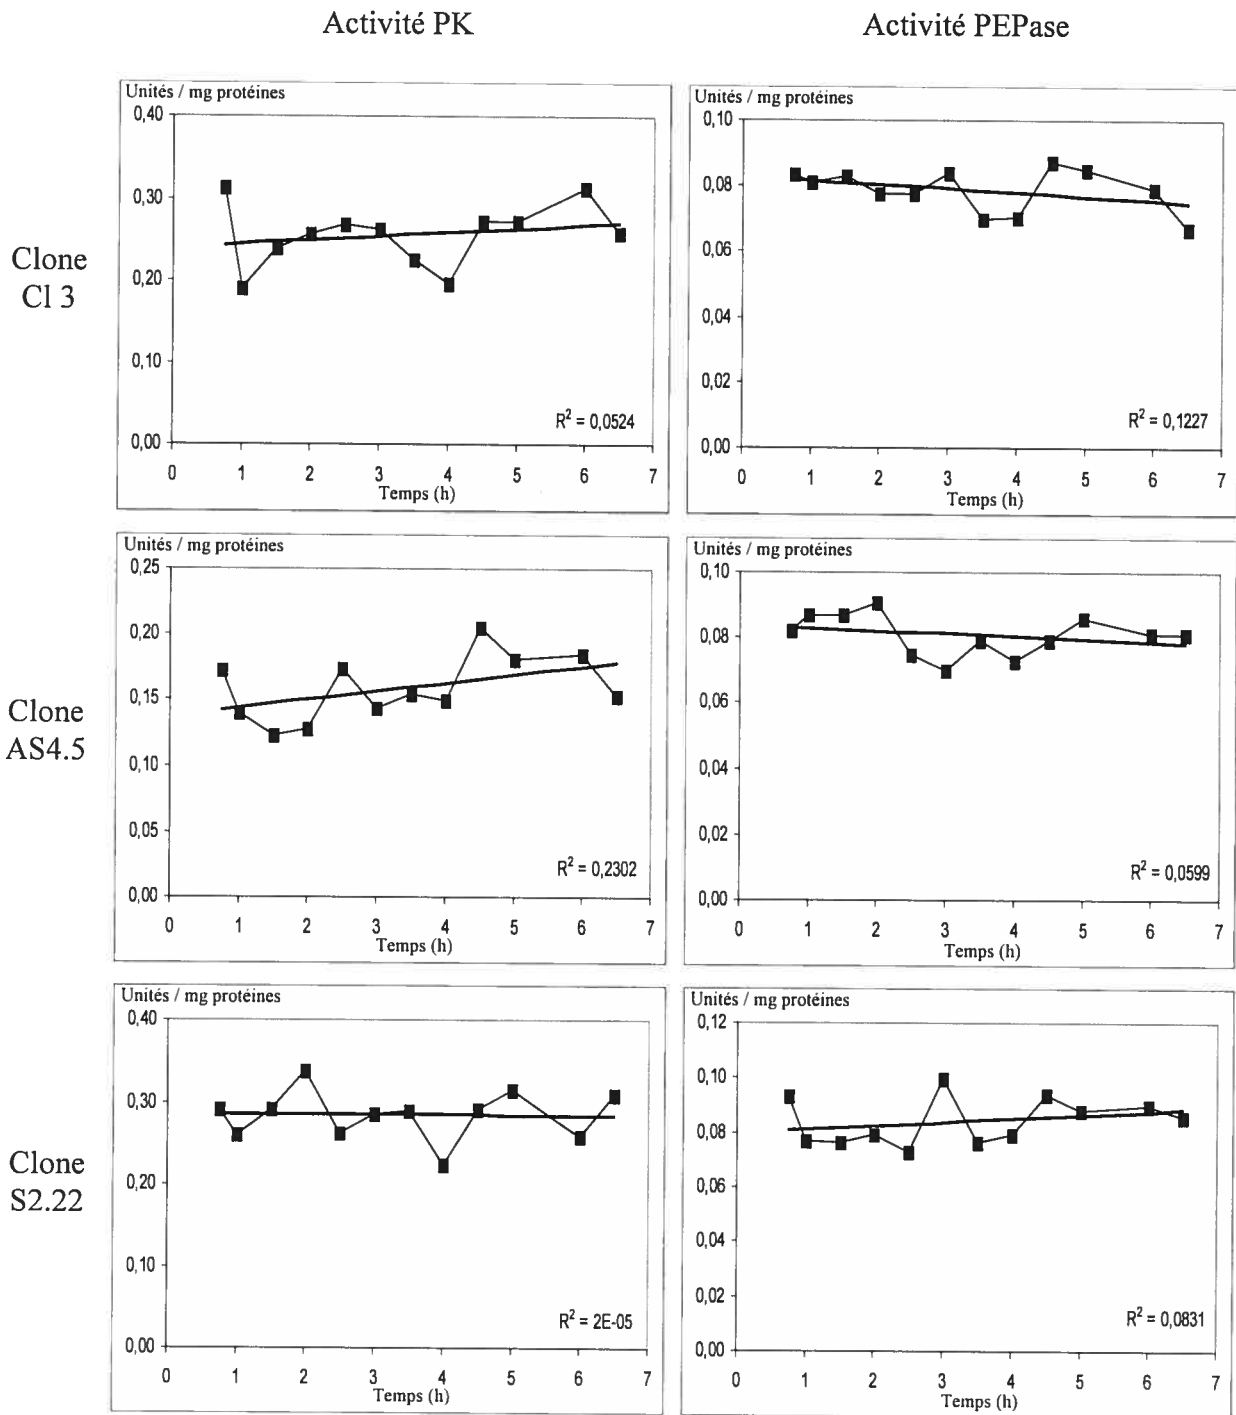 Activité PK
Activité PEPase
Clone
Cl 3
Unités / mg protéines
0,40
0,30
0,20
0,10
0,00
R² = 0,0524
0 1 2 3 4 5 6 7
Temps (h)
Unités / mg protéines
0,10
0,08
0,06
0,04
0,02
0,00
R² = 0,1227
0 1 2 3 4 5 6 7
Temps (h)
Clone
AS4.5
Unités / mg protéines
0,25
0,20
0,15
0,10
0,05
0,00
R² = 0,2302
0 1 2 3 4 5 6 7
Temps (h)
Unités / mg protéines
0,10
0,08
0,06
0,04
0,02
0,00
R² = 0,0599
0 1 2 3 4 5 6 7
Temps (h)
Clone
S2.22
Unités / mg protéines
0,40
0,30
0,20
0,10
0,00
R² = 2E-05
0 1 2 3 4 5 6 7
Temps (h)
Unités / mg protéines
0,12
0,10
0,08
0,06
0,04
0,02
0,00
R² = 0,0831
0 1 2 3 4 5 6 7
Temps (h)